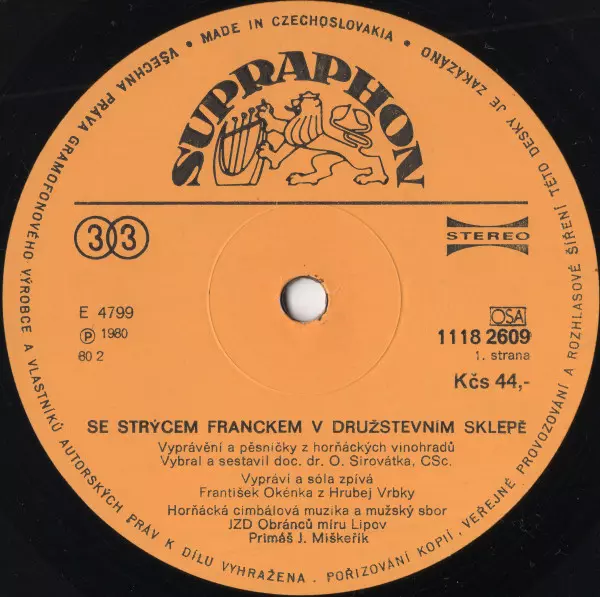 VŠECHNA PRÁVA GRAMOFONOVÉHO VÝROBCE A VLASTNÍKŮ AUTORSKÝCH PRÁV K DÍLU VYHRAŽENA · POŘIZOVÁNÍ KOPIÍ, VEŘEJNÉ PROVOZOVÁNÍ A ROZHLASOVÉ ŠÍŘENÍ TÉTO DESKY JE ZAKÁZÁNO
• MADE IN CZECHOSLOVAKIA •
SUPRAPHON
33
STEREO
E 4799
Ⓟ 1980
80 2
OSA
1118 2609
1. strana
Kčs 44,-
SE STRÝCEM FRANCKEM V DRUŽSTEVNÍM SKLEPĚ
Vyprávění a pěsničky z horňáckých vinohradů
Vybral a sestavil doc. dr. O. Sirovátka, CSc.
Vypráví a sóla zpívá
František Okénka z Hrubej Vrbky
Horňácká cimbálová muzika a mužský sbor
JZD Obránců míru Lipov
Primáš J. Miškeřík